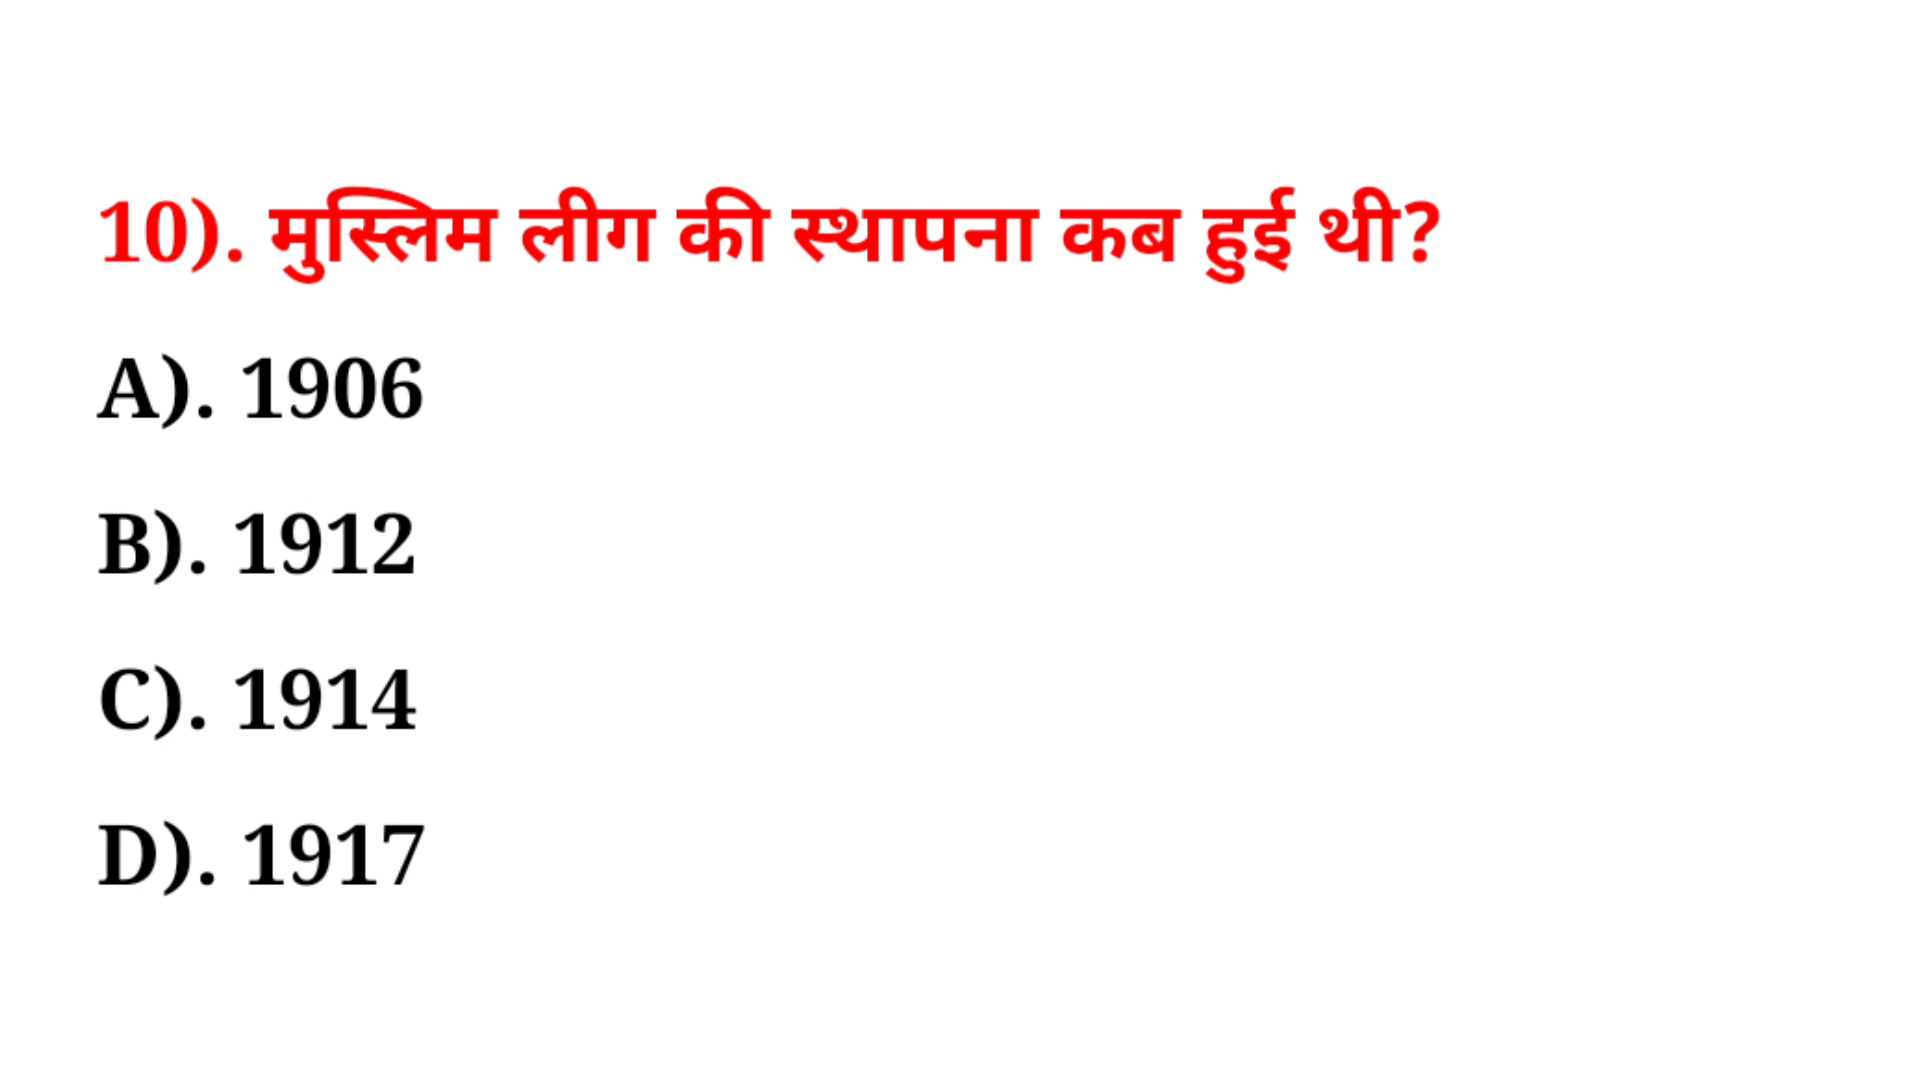 10). मुस्लिम लीग की स्थापना कब हुई थी?
A). 1906
B). 1912
C). 1914
D). 1917